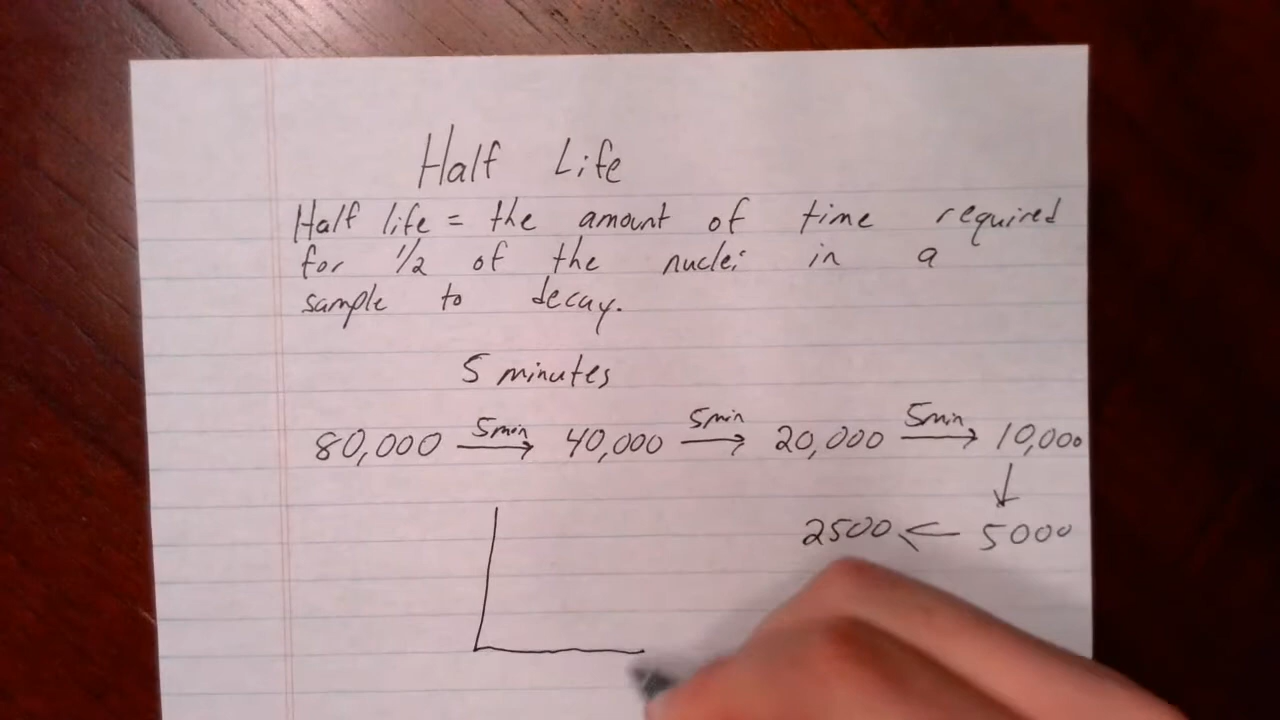 Half Life
Half life = the amount of time required
for 1/2 of the nuclei in a
sample to decay.
5 minutes
80,000 5min → 40,000 5min → 20,000 5min → 10,000
↓
2500 ← 5000